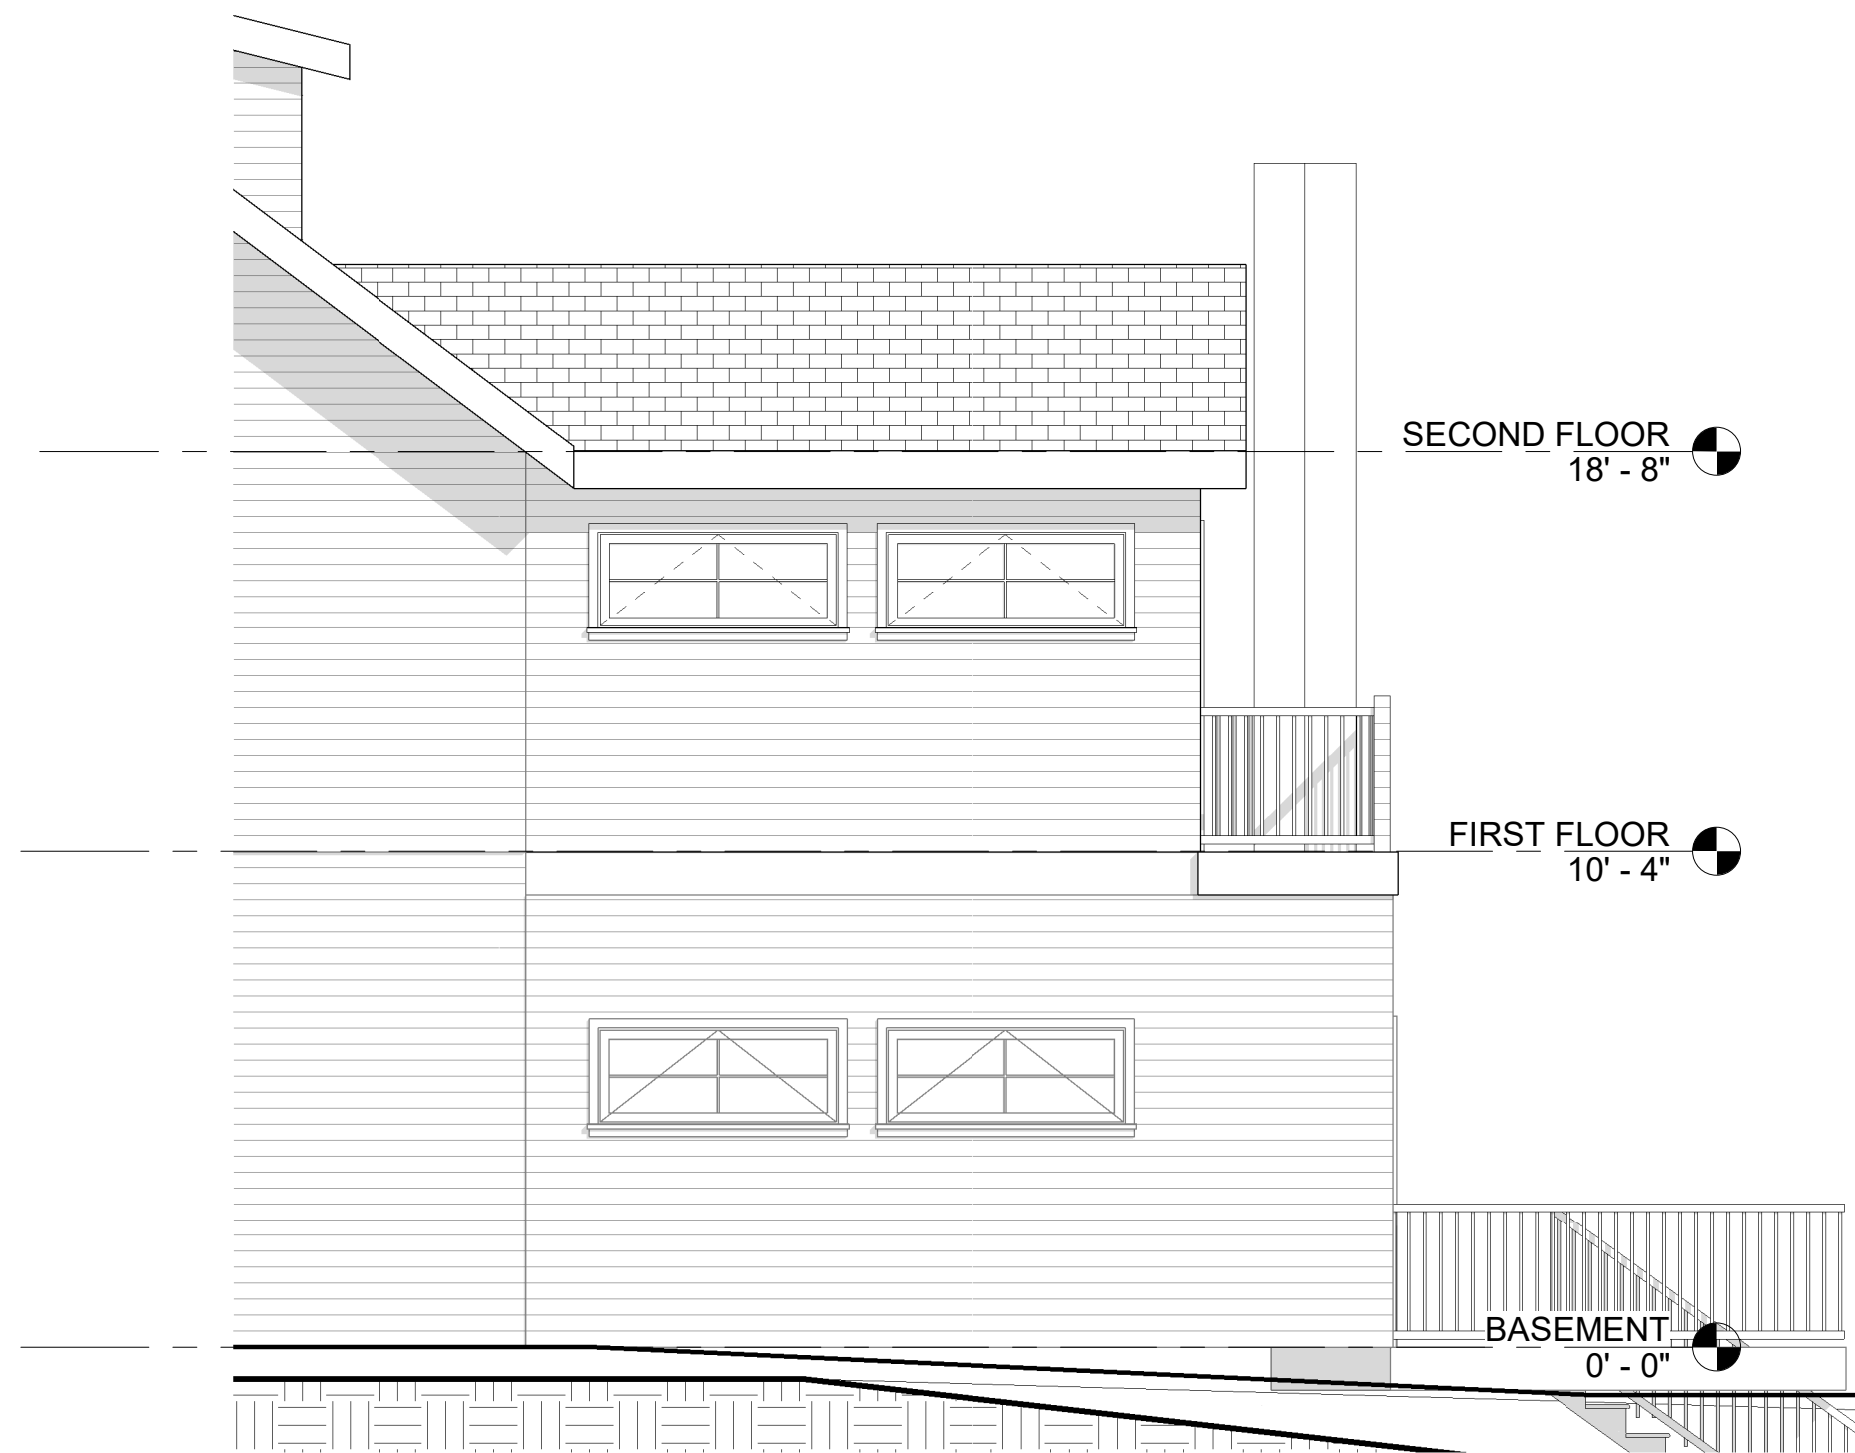 SECOND FLOOR
18' - 8"
FIRST FLOOR
10' - 4"
BASEMENT
0' - 0"